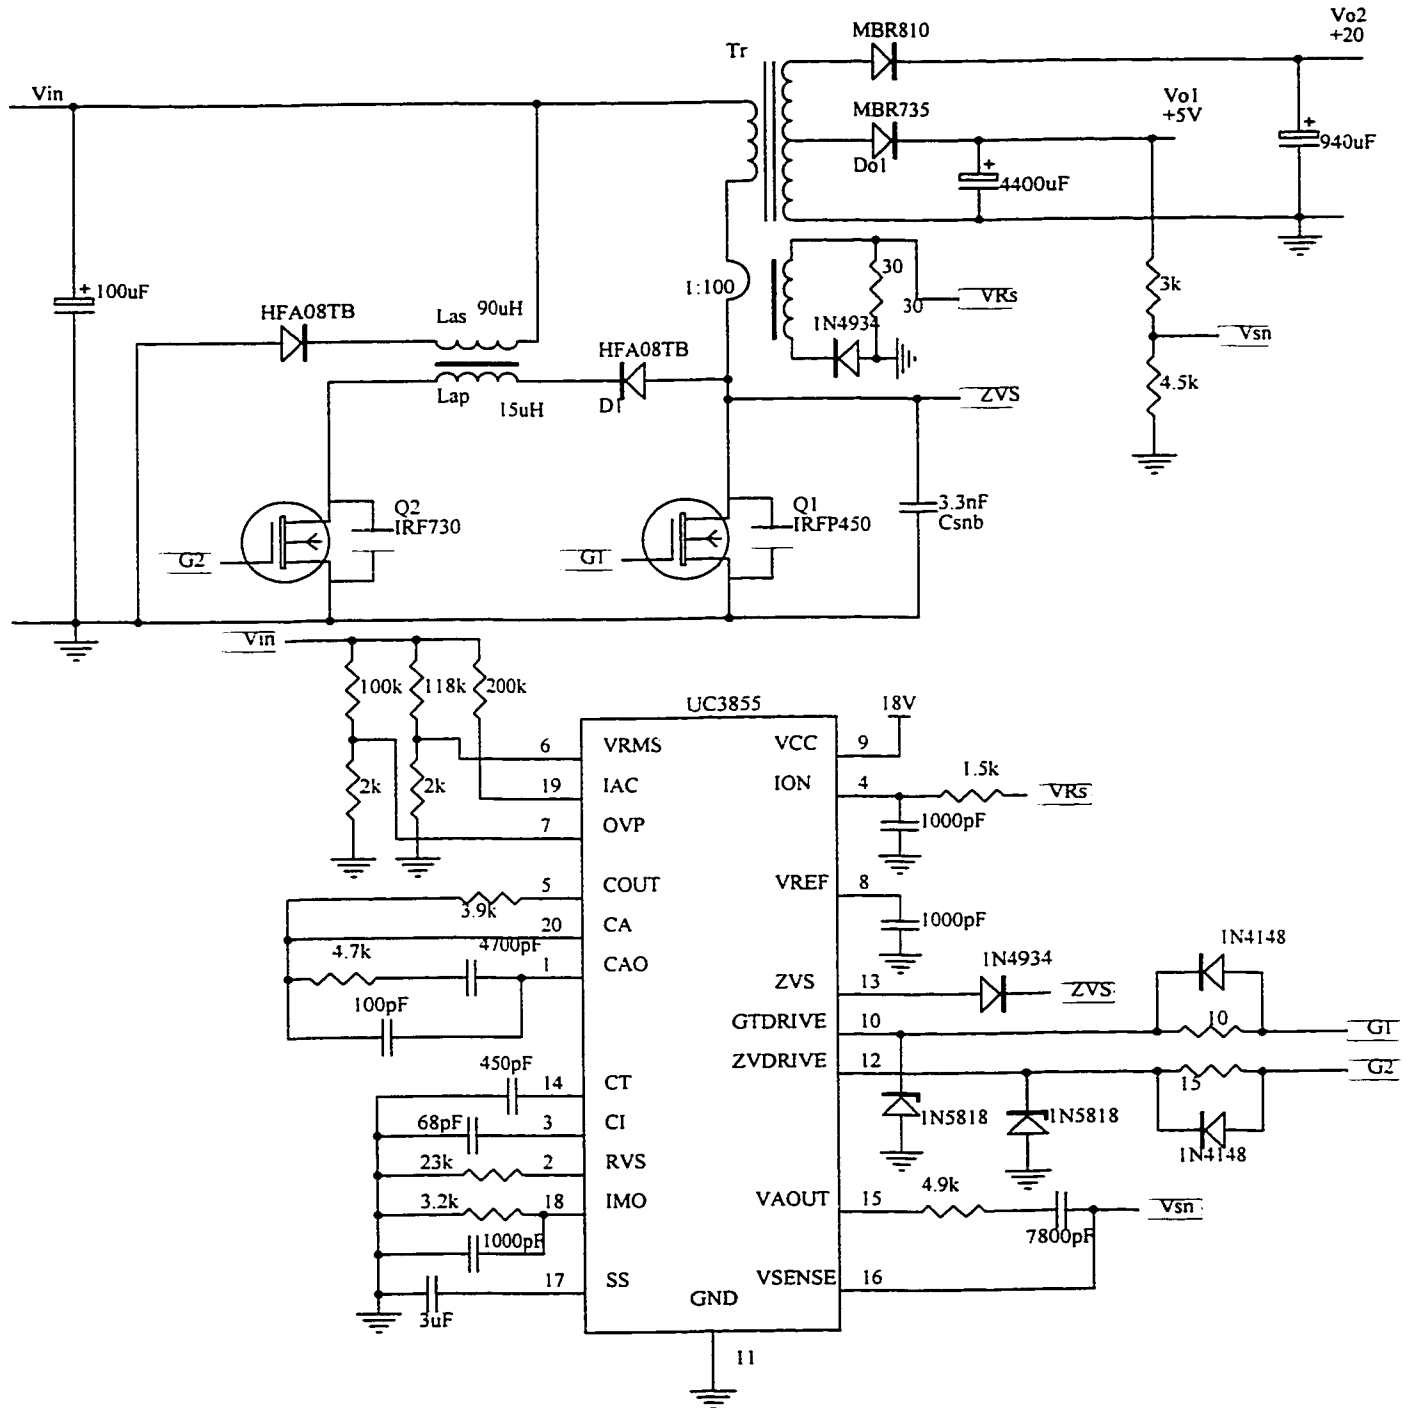 Vo2
+20
MBR810
Tr
Vin
Vo1
+5V
MBR735
940uF
Do1
4400uF
30
1:100
30
VRs
3k
100uF
HFA08TB
Las
90uH
1N4934
Vsn
HFA08TB
4.5k
Lap
15uH
D1
ZVS
Q2
IRF730
Q1
IRFP450
3.3nF
Csnb
G2
G1
Vin
100k
118k
200k
UC3855
18V
6
VRMS
VCC
9
1.5k
2k
2k
19
IAC
ION
4
VRs
1000pF
7
OVP
5
COUT
VREF
8
3.9k
1000pF
20
CA
4.7k
4700pF
1N4148
1
CAO
1N4934
100pF
ZVS
13
ZVS
GTDRIVE
10
10
G1
450pF
ZVDRIVE
12
G2
14
CT
15
68pF
3
CI
1N5818
1N5818
23k
2
RVS
1N4148
3.2k
18
IMO
VAOUT
15
4.9k
Vsn
1000pF
7800pF
17
SS
VSENSE
16
3uF
GND
11